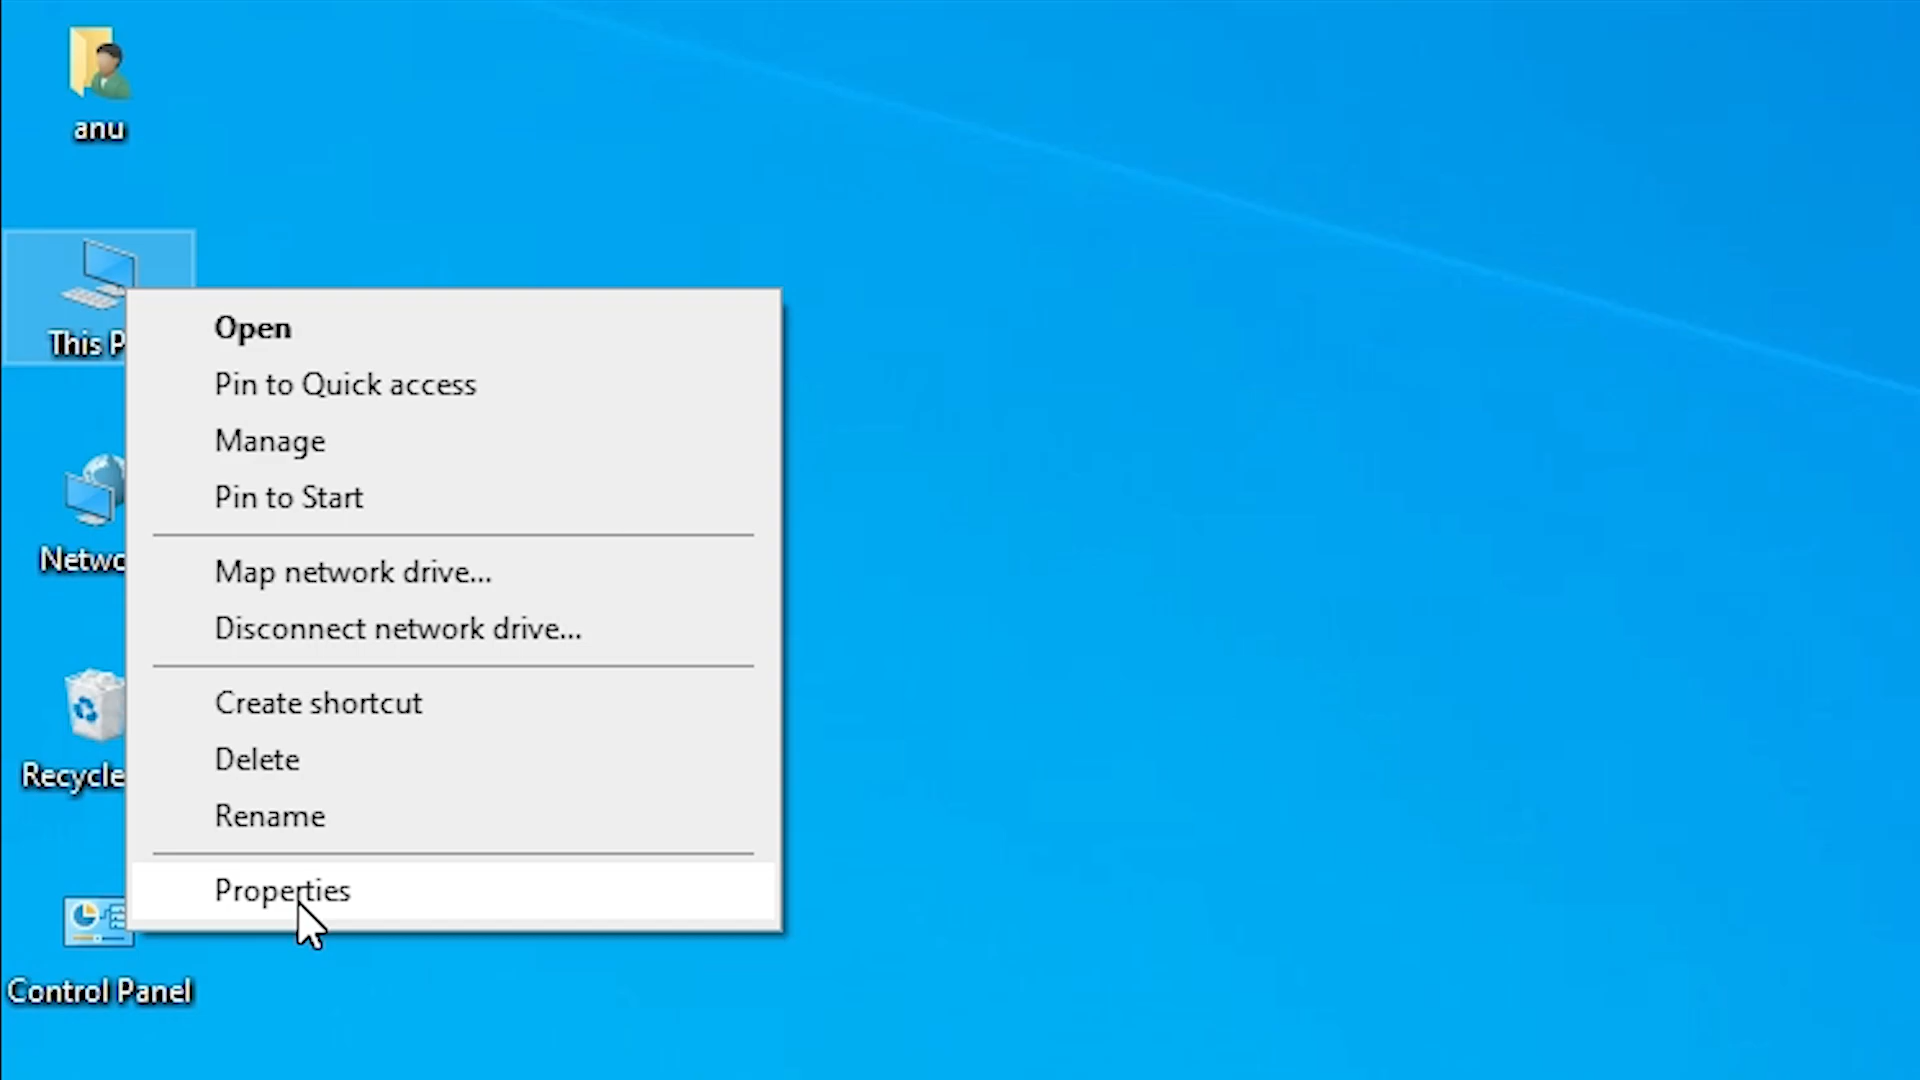 anu
This P
Open
Pin to Quick access
Manage
Pin to Start
Netwo
Map network drive...
Disconnect network drive...
Create shortcut
Recycle
Delete
Rename
Properties
Control Panel